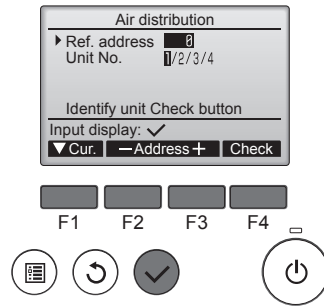 Air distribution
Ref. address 0
Unit No. 1/2/3/4
Identify unit Check button
Input display: ✓
▼Cur. −Address+ Check
F1 F2 F3 F4